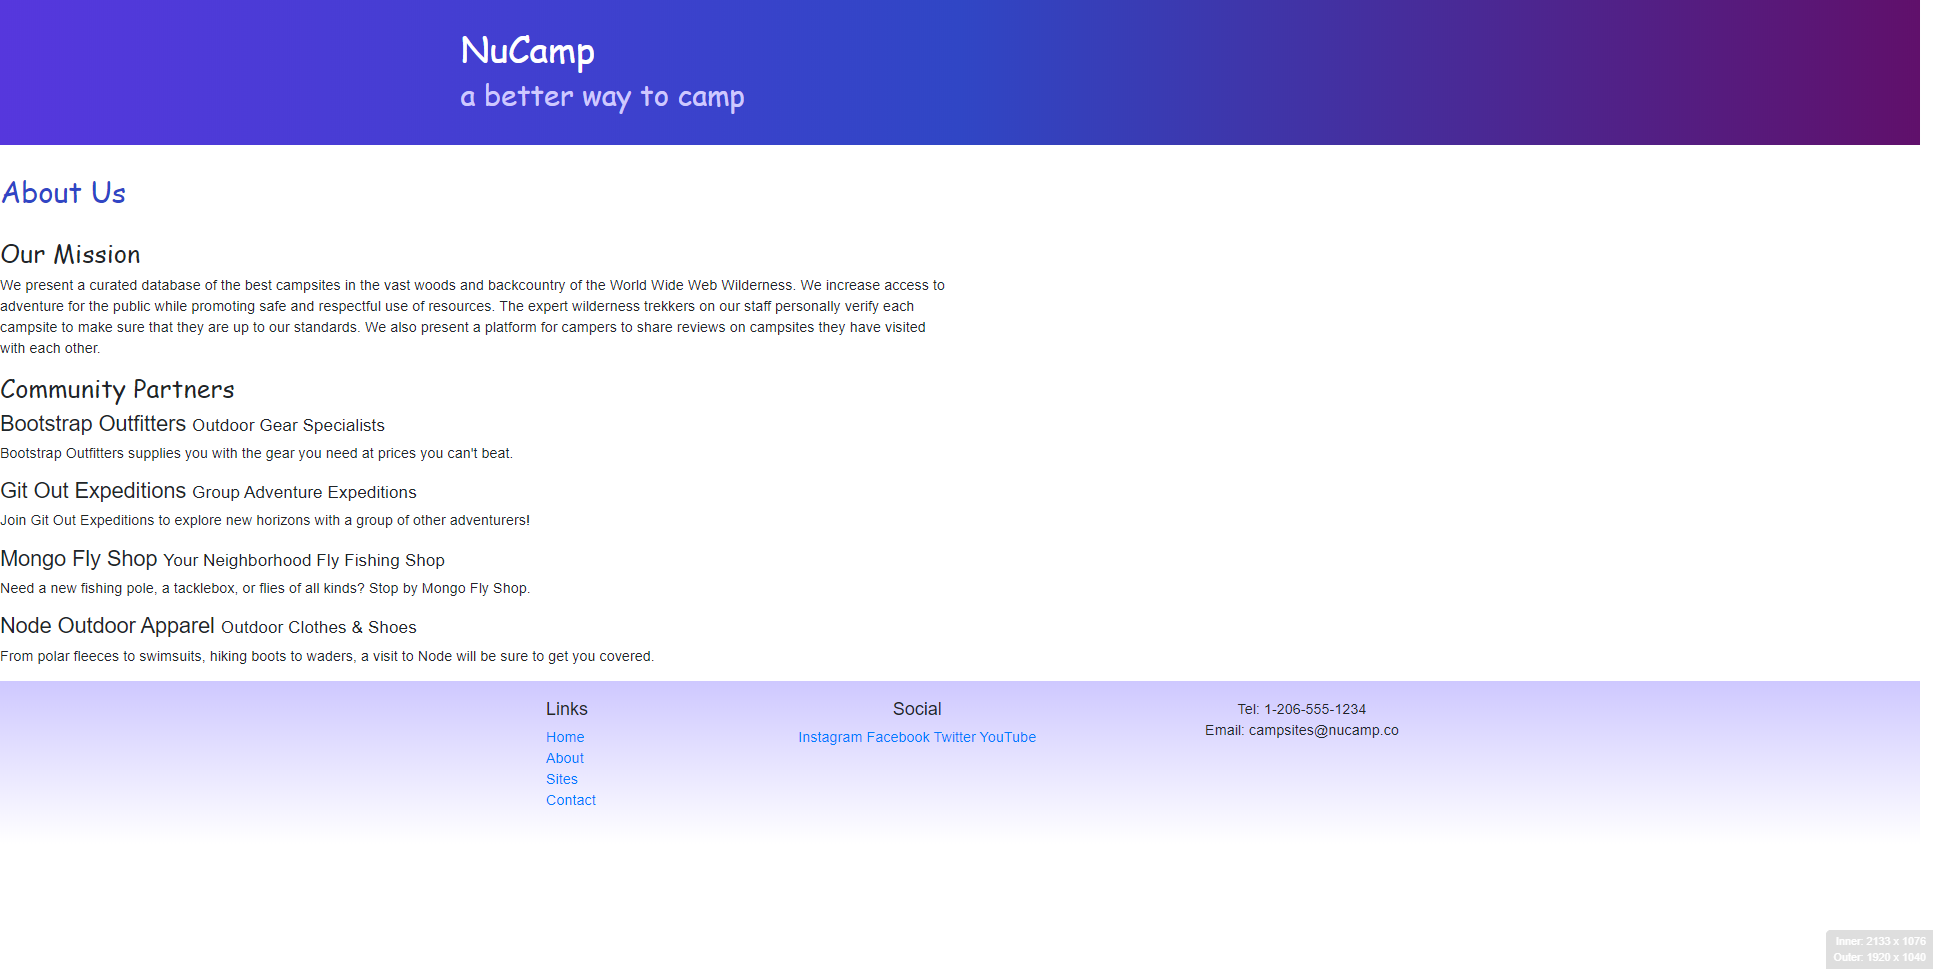 NuCamp
a better way to camp
About Us
Our Mission
We present a curated database of the best campsites in the vast woods and backcountry of the World Wide Web Wilderness. We increase access to
adventure for the public while promoting safe and respectful use of resources. The expert wilderness trekkers on our staff personally verify each
campsite to make sure that they are up to our standards. We also present a platform for campers to share reviews on campsites they have visited
with each other.
Community Partners
Bootstrap Outfitters Outdoor Gear Specialists
Bootstrap Outfitters supplies you with the gear you need at prices you can't beat.
Git Out Expeditions Group Adventure Expeditions
Join Git Out Expeditions to explore new horizons with a group of other adventurers!
Mongo Fly Shop Your Neighborhood Fly Fishing Shop
Need a new fishing pole, a tacklebox, or flies of all kinds? Stop by Mongo Fly Shop.
Node Outdoor Apparel Outdoor Clothes & Shoes
From polar fleeces to swimsuits, hiking boots to waders, a visit to Node will be sure to get you covered.
Links
Home
About
Sites
Contact
Social
Instagram Facebook Twitter YouTube
Tel: 1-206-555-1234
Email: campsites@nucamp.co
Inner: 2133 x 1076
Outer: 1920 x 1040